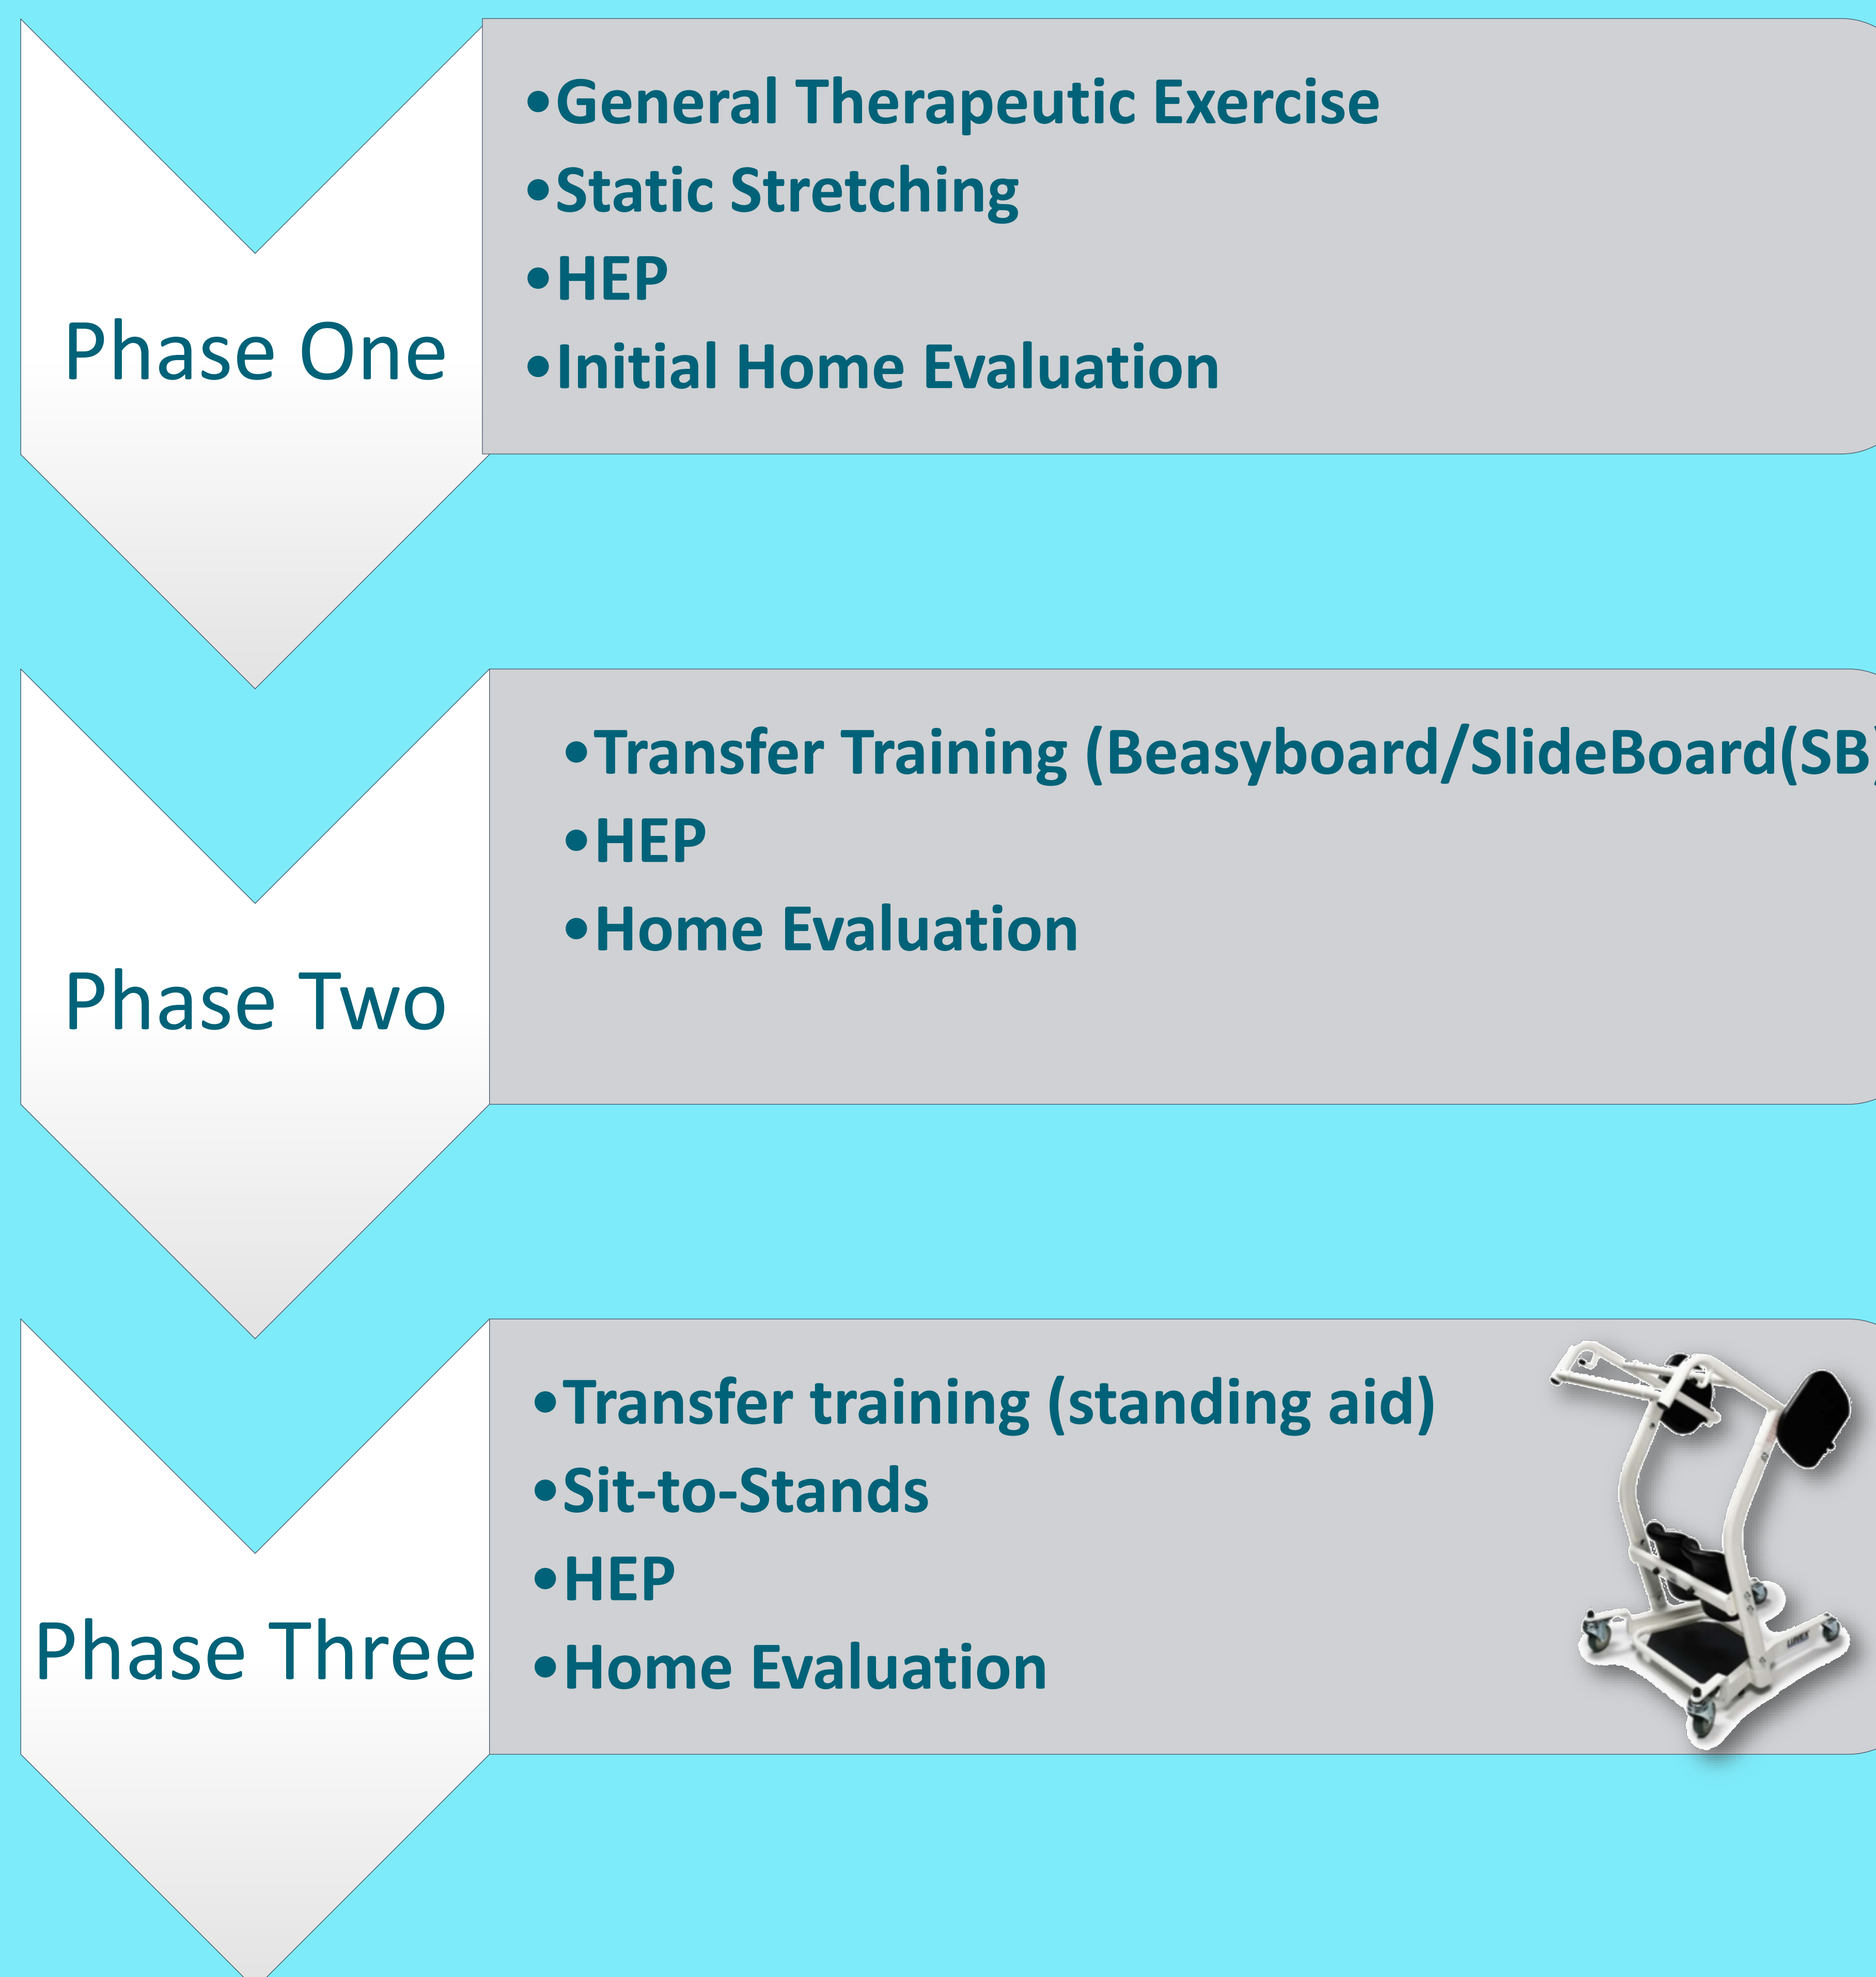 Phase One
•General Therapeutic Exercise
•Static Stretching
•HEP
•Initial Home Evaluation
Phase Two
•Transfer Training (Beasyboard/SlideBoard(SB)
•HEP
•Home Evaluation
Phase Three
•Transfer training (standing aid)
•Sit-to-Stands
•HEP
•Home Evaluation